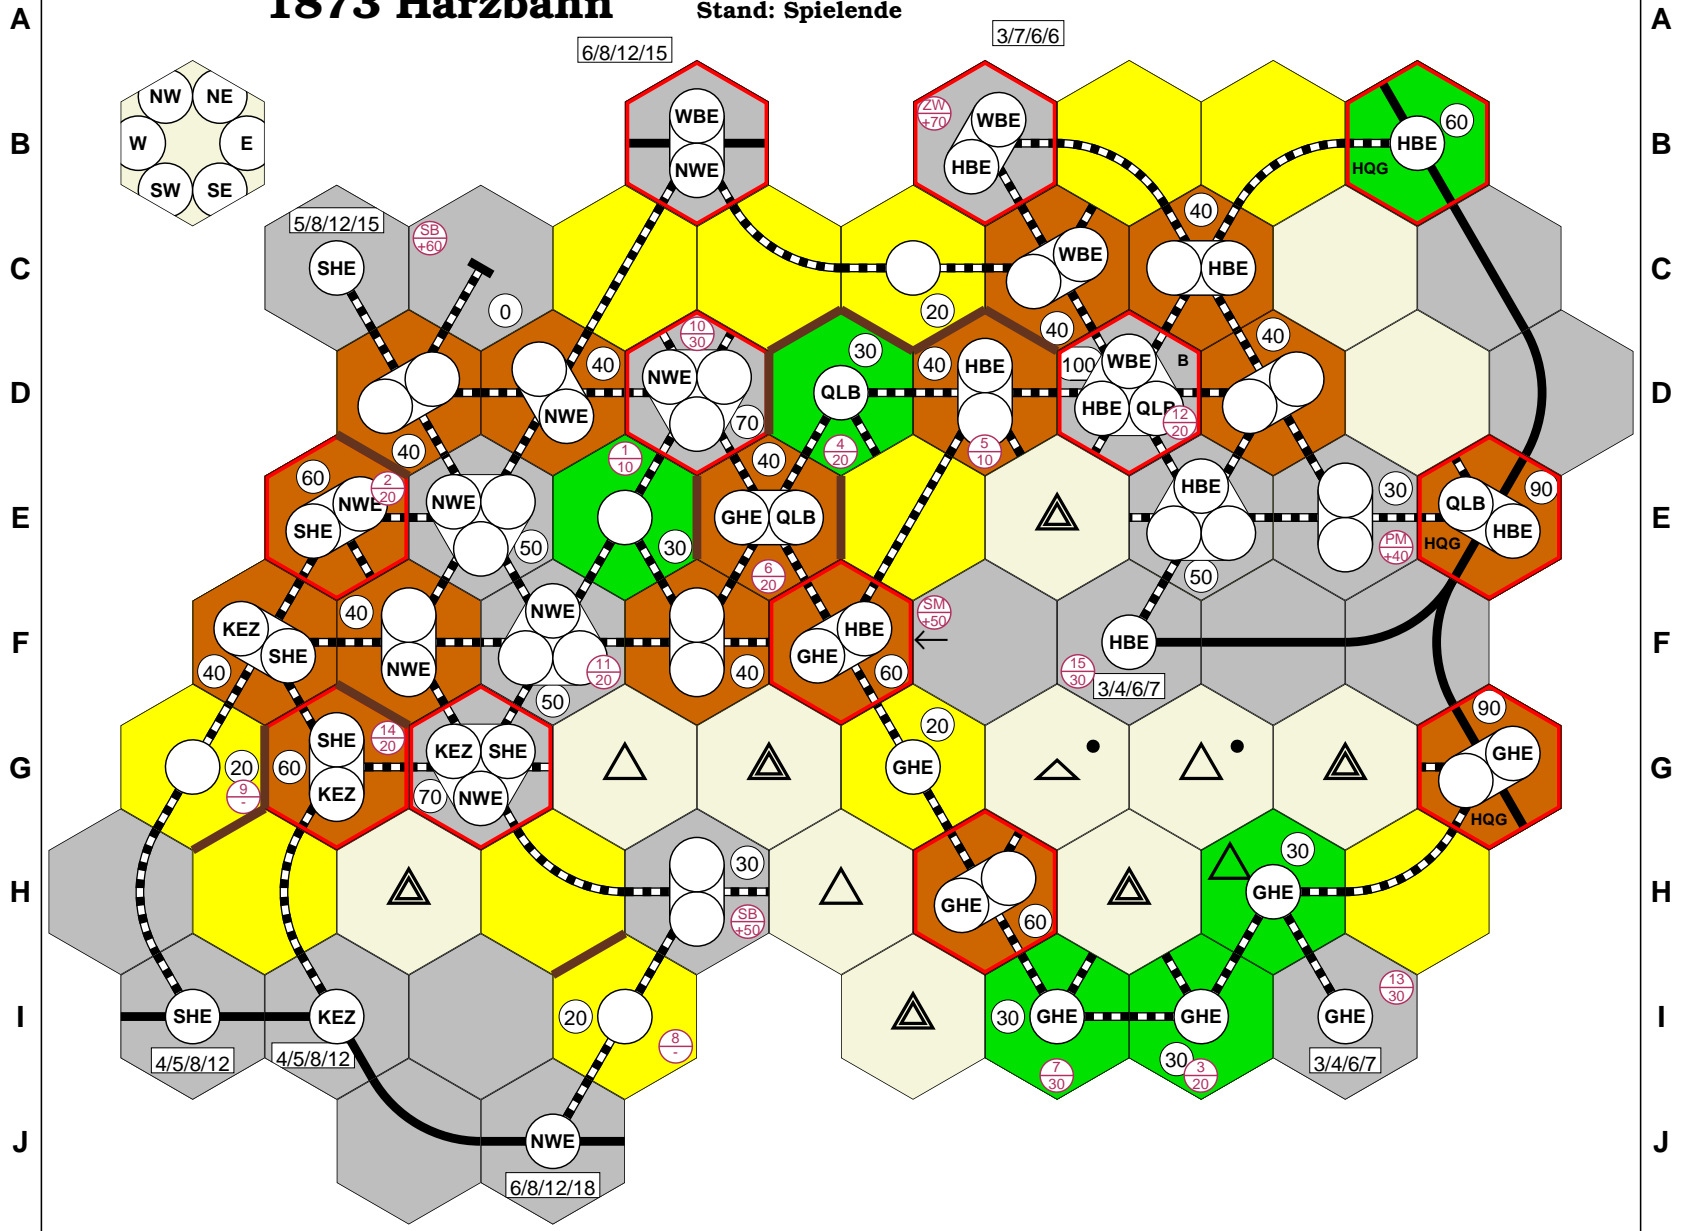 1873 Harzbahn
Stand: Spielende
A
A
6/8/12/15
3/7/6/6
NW NE
W E
SW SE
B
WBE
NWE
ZW
+70
WBE
HBE
HBE
60
HQG
B
5/8/12/15
SB
+60
40
C
SHE
0
20
WBE
40
HBE
C
D
40
NWE
40
10
30
NWE
70
30
QLB
4
20
40
HBE
5
10
100
WBE
B
HBE
QLB
12
20
40
D
E
60
NWE
2
20
SHE
NWE
50
1
10
30
40
GHE
QLB
6
20
HBE
50
30
PM
+40
QLB
90
HBE
HQG
E
F
KEZ
SHE
40
40
NWE
NWE
11
20
50
40
HBE
GHE
60
SM
+50
←
HBE
15
30
3/4/6/7
F
G
20
9
-
60
SHE
KEZ
14
20
KEZ
SHE
NWE
70
20
GHE
90
GHE
HQG
G
H
30
SB
+50
GHE
60
30
GHE
H
I
SHE
4/5/8/12
KEZ
4/5/8/12
20
8
-
30
GHE
7
30
GHE
30
3
20
GHE
13
30
3/4/6/7
I
J
NWE
6/8/12/18
J